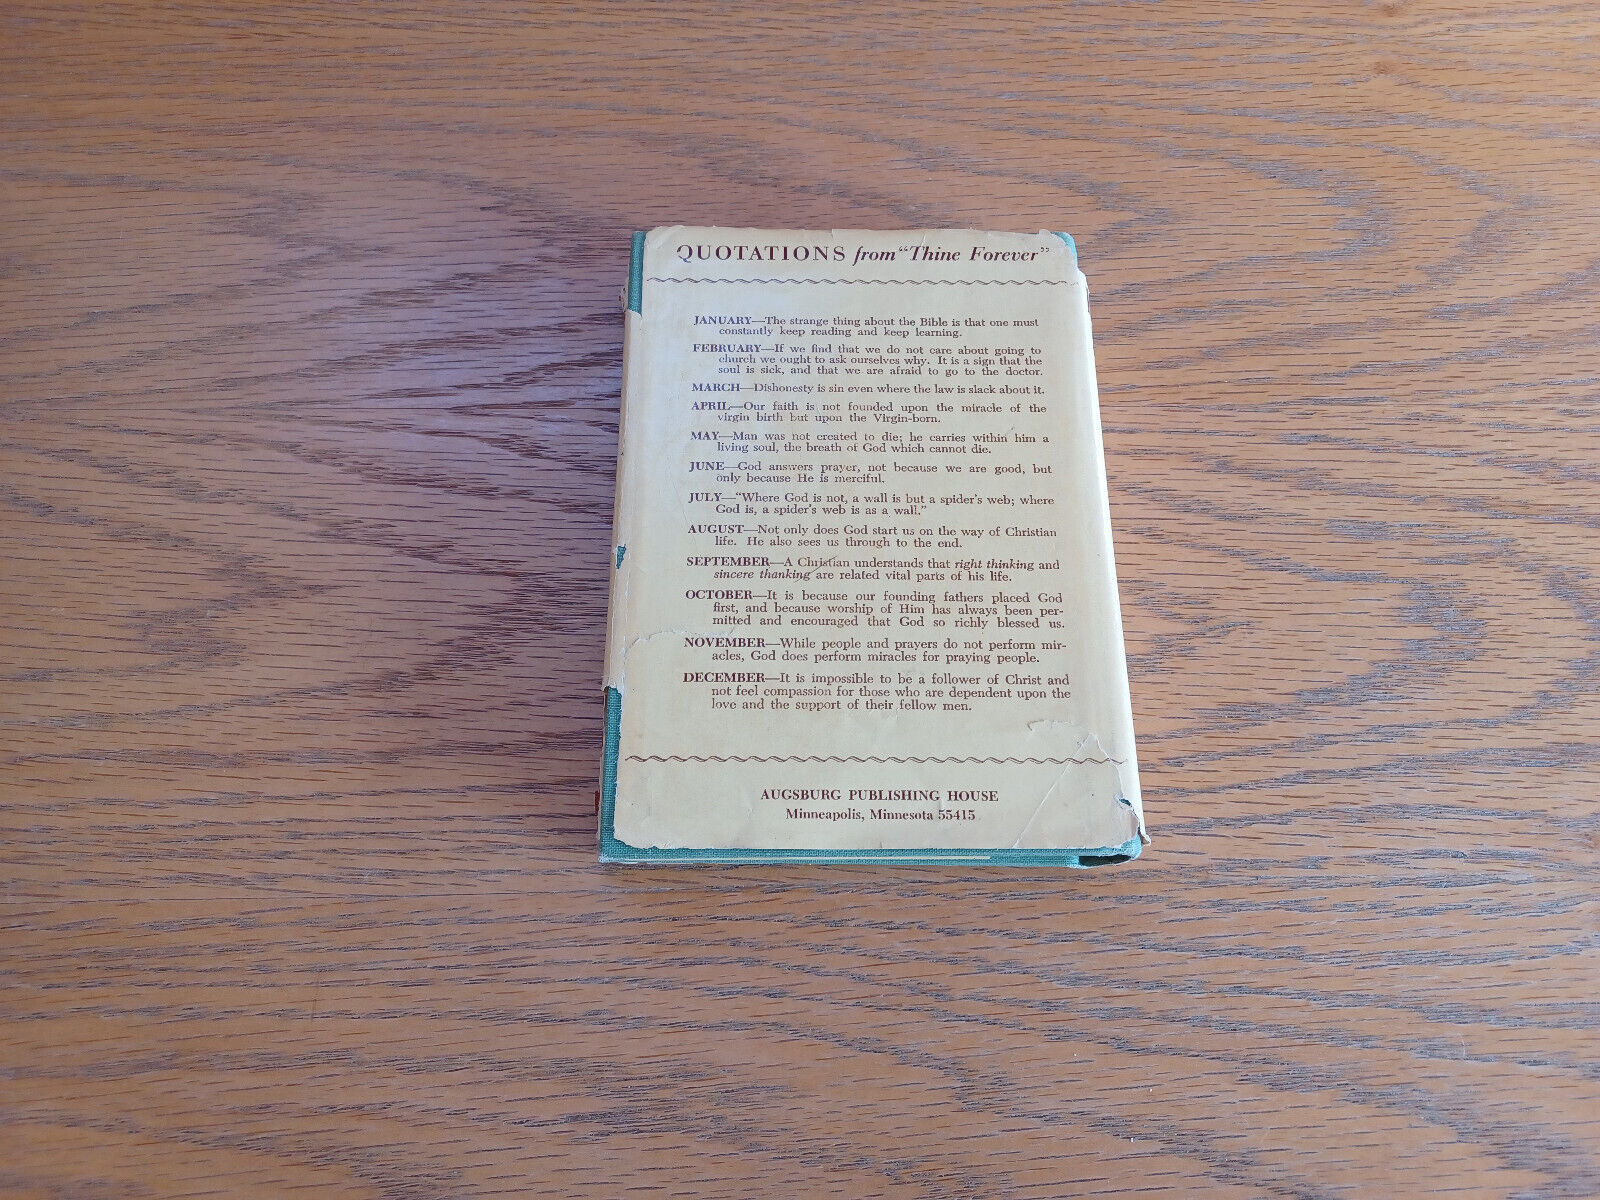 QUOTATIONS from “Thine Forever”
JANUARY—The strange thing about the Bible is that one must
constantly keep reading and keep learning.
FEBRUARY—If we find that we do not care about going to
church we ought to ask ourselves why. It is a sign that the
soul is sick, and that we are afraid to go to the doctor.
MARCH—Dishonesty is sin even where the law is slack about it.
APRIL—Our faith is not founded upon the miracle of the
virgin birth but upon the Virgin-born.
MAY—Man was not created to die; he carries within him a
living soul, the breath of God which cannot die.
JUNE—God answers prayer, not because we are good, but
only because He is merciful.
JULY—“Where God is not, a wall is but a spider's web; where
God is, a spider's web is as a wall.”
AUGUST—Not only does God start us on the way of Christian
life. He also sees us through to the end.
SEPTEMBER—A Christian understands that right thinking and
sincere thanking are related vital parts of his life.
OCTOBER—It is because our founding fathers placed God
first, and because worship of Him has always been per-
mitted and encouraged that God so richly blessed us.
NOVEMBER—While people and prayers do not perform mir-
acles, God does perform miracles for praying people.
DECEMBER—It is impossible to be a follower of Christ and
not feel compassion for those who are dependent upon the
love and the support of their fellow men.
AUGSBURG PUBLISHING HOUSE
Minneapolis, Minnesota 55415